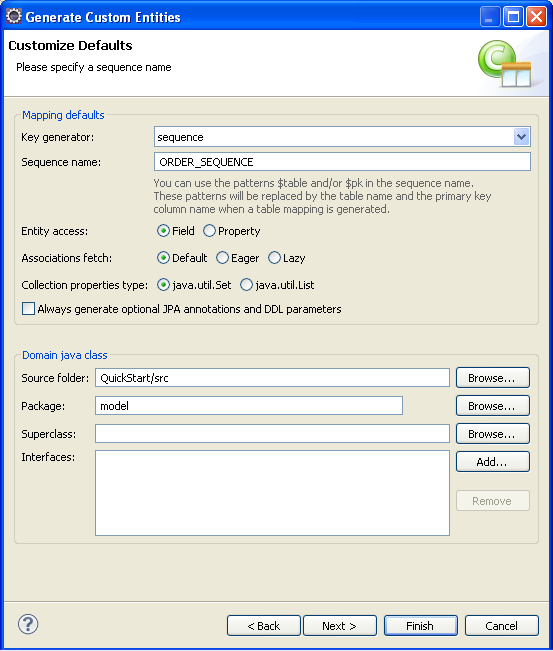 Generate Custom Entities
Customize Defaults
Please specify a sequence name
Mapping defaults
Key generator: sequence
Sequence name: ORDER_SEQUENCE
You can use the patterns $table and/or $pk in the sequence name.
These patterns will be replaced by the table name and the primary key
column name when a table mapping is generated.
Entity access: Field Property
Associations fetch: Default Eager Lazy
Collection properties type: java.util.Set java.util.List
Always generate optional JPA annotations and DDL parameters
Domain java class
Source folder: QuickStart/src Browse...
Package: model Browse...
Superclass: Browse...
Interfaces: Add...
Remove
? < Back Next > Finish Cancel